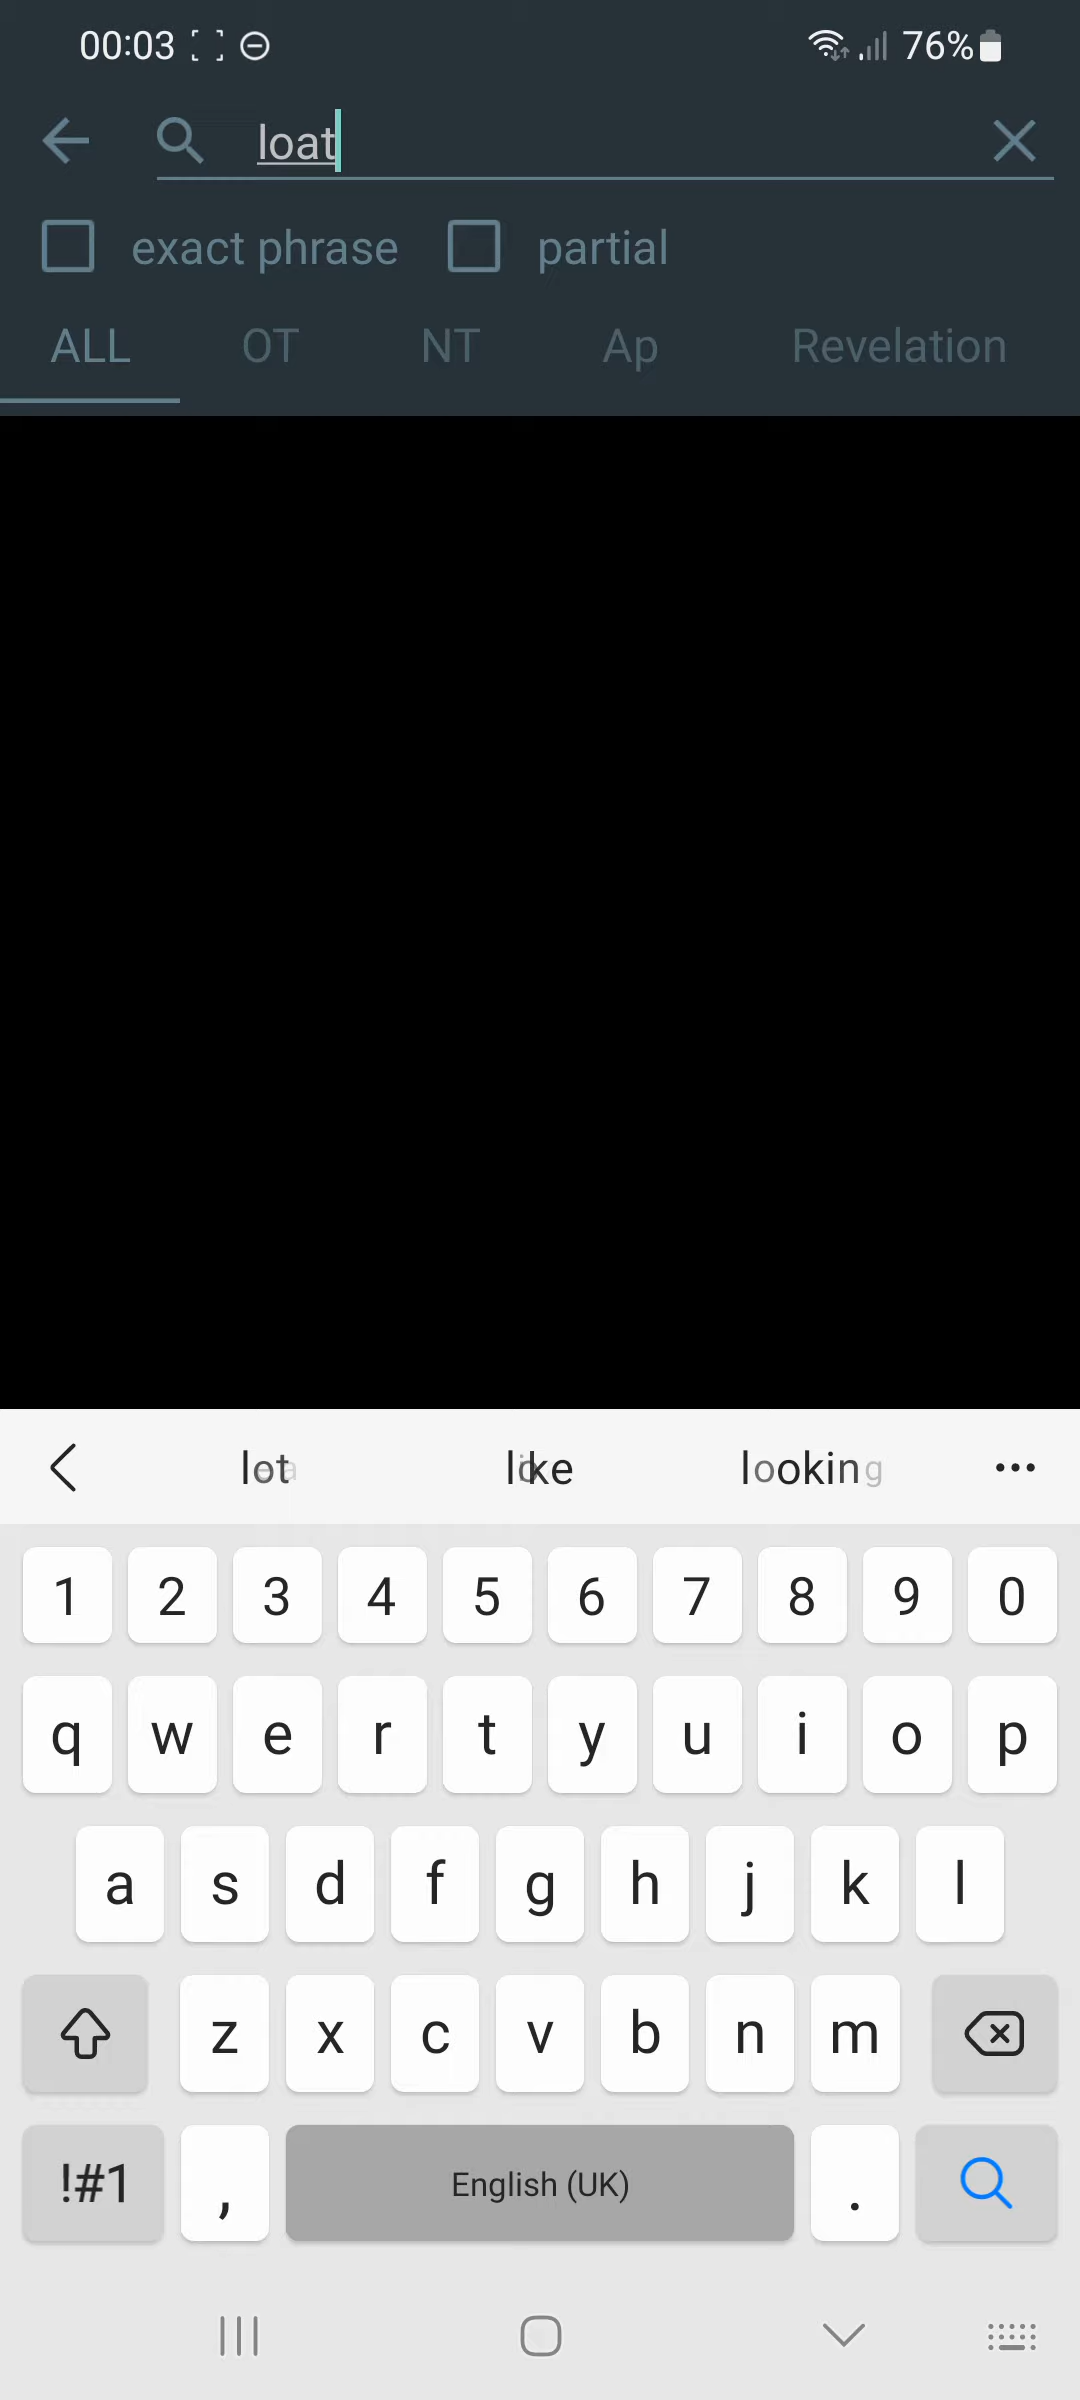 00:03 76%
loat
exact phrase partial
ALL OT NT Ap Revelation
lot like looking
1 2 3 4 5 6 7 8 9 0
q w e r t y u i o p
a s d f g h j k l
z x c v b n m
!#1 , English (UK) .